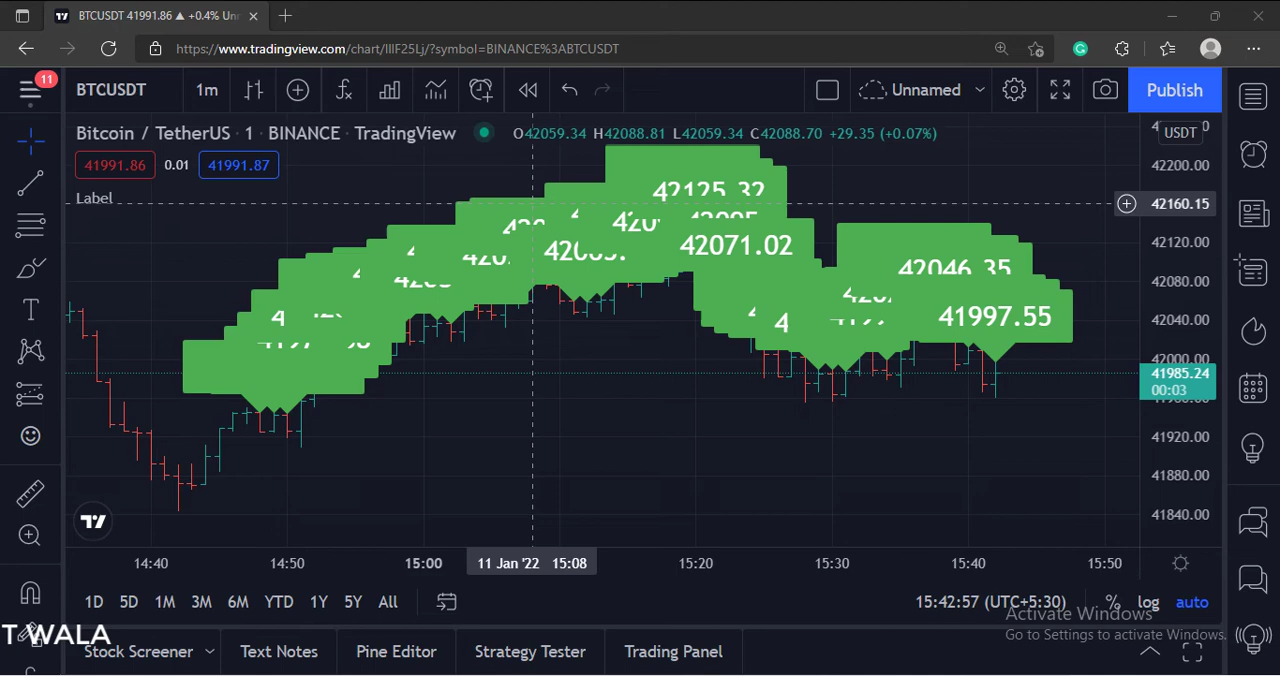 BTCUSDT 41991.86 ▲ +0.4% Unn
https://www.tradingview.com/chart/lllF25Lj/?symbol=BINANCE%3ABTCUSDT
11
BTCUSDT 1m Unnamed Publish
Bitcoin / TetherUS · 1 · BINANCE · TradingView O42059.34 H42088.81 L42059.34 C42088.70 +29.35 (+0.07%)
USDT
41991.86 0.01 41991.87
Label
42200.00
42160.15
42120.00
42080.00
42040.00
42000.00
41985.24
00:03
41920.00
41880.00
41840.00
42125.32
42071.02
42046.35
41997.55
14:40 14:50 15:00 11 Jan '22 15:08 15:20 15:30 15:40 15:50
1D 5D 1M 3M 6M YTD 1Y 5Y All 15:42:57 (UTC+5:30) % log auto
Activate Windows
Go to Settings to activate Windows.
T WALA
Stock Screener Text Notes Pine Editor Strategy Tester Trading Panel